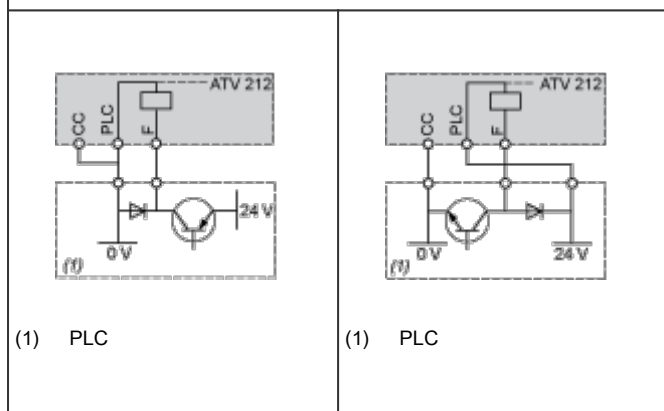 ATV 212
CC
PLC
F
24 V
0 V
(1)
(1) PLC
ATV 212
CC
PLC
F
0 V
24 V
(1)
(1) PLC